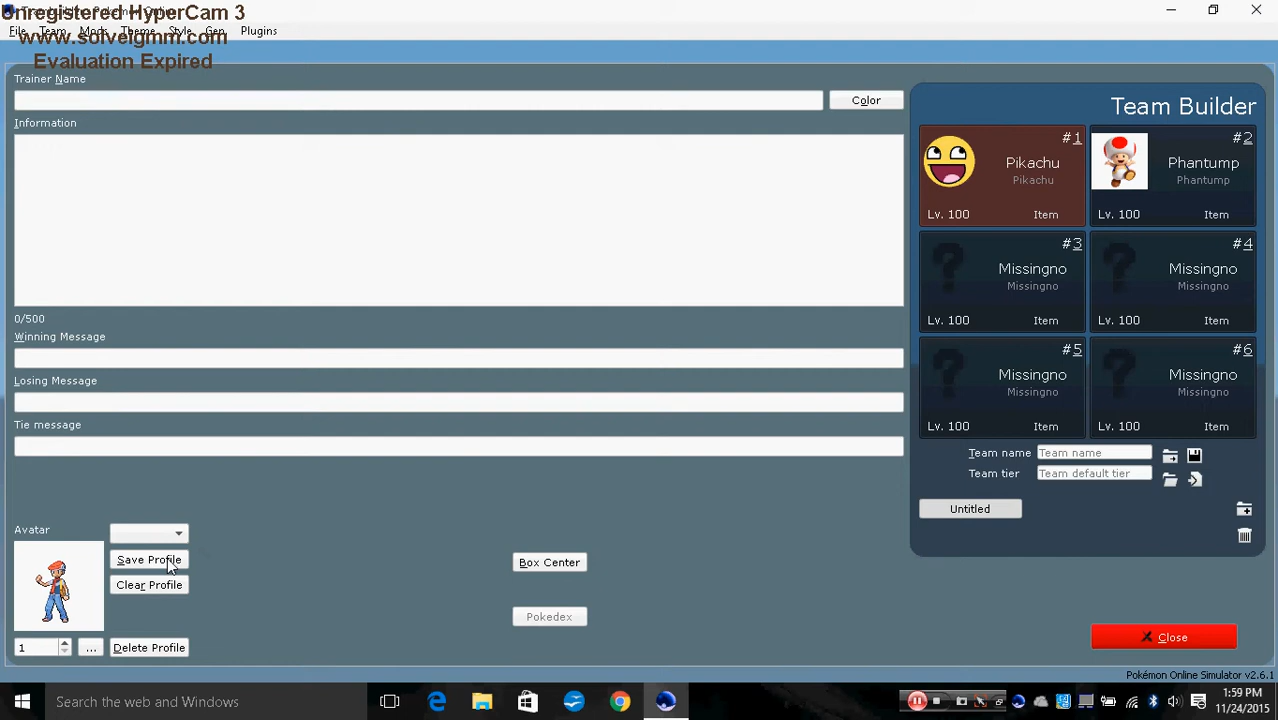 Unregistered HyperCam 3
www.solveigmm.com
Evaluation Expired
File Team Mods Theme Style Gen Plugins
Trainer Name
Color
Information
0/500
Winning Message
Losing Message
Tie message
Avatar
Save Profile
Clear Profile
1 ... Delete Profile
Box Center
Pokedex
Team Builder
#1 Pikachu
Pikachu
Lv. 100 Item
#2 Phantump
Phantump
Lv. 100 Item
#3 Missingno
Missingno
Lv. 100 Item
#4 Missingno
Missingno
Lv. 100 Item
#5 Missingno
Missingno
Lv. 100 Item
#6 Missingno
Missingno
Lv. 100 Item
Team name Team name
Team tier Team default tier
Untitled
Close
Pokémon Online Simulator v2.6.1
Search the web and Windows
1:59 PM
11/24/2015